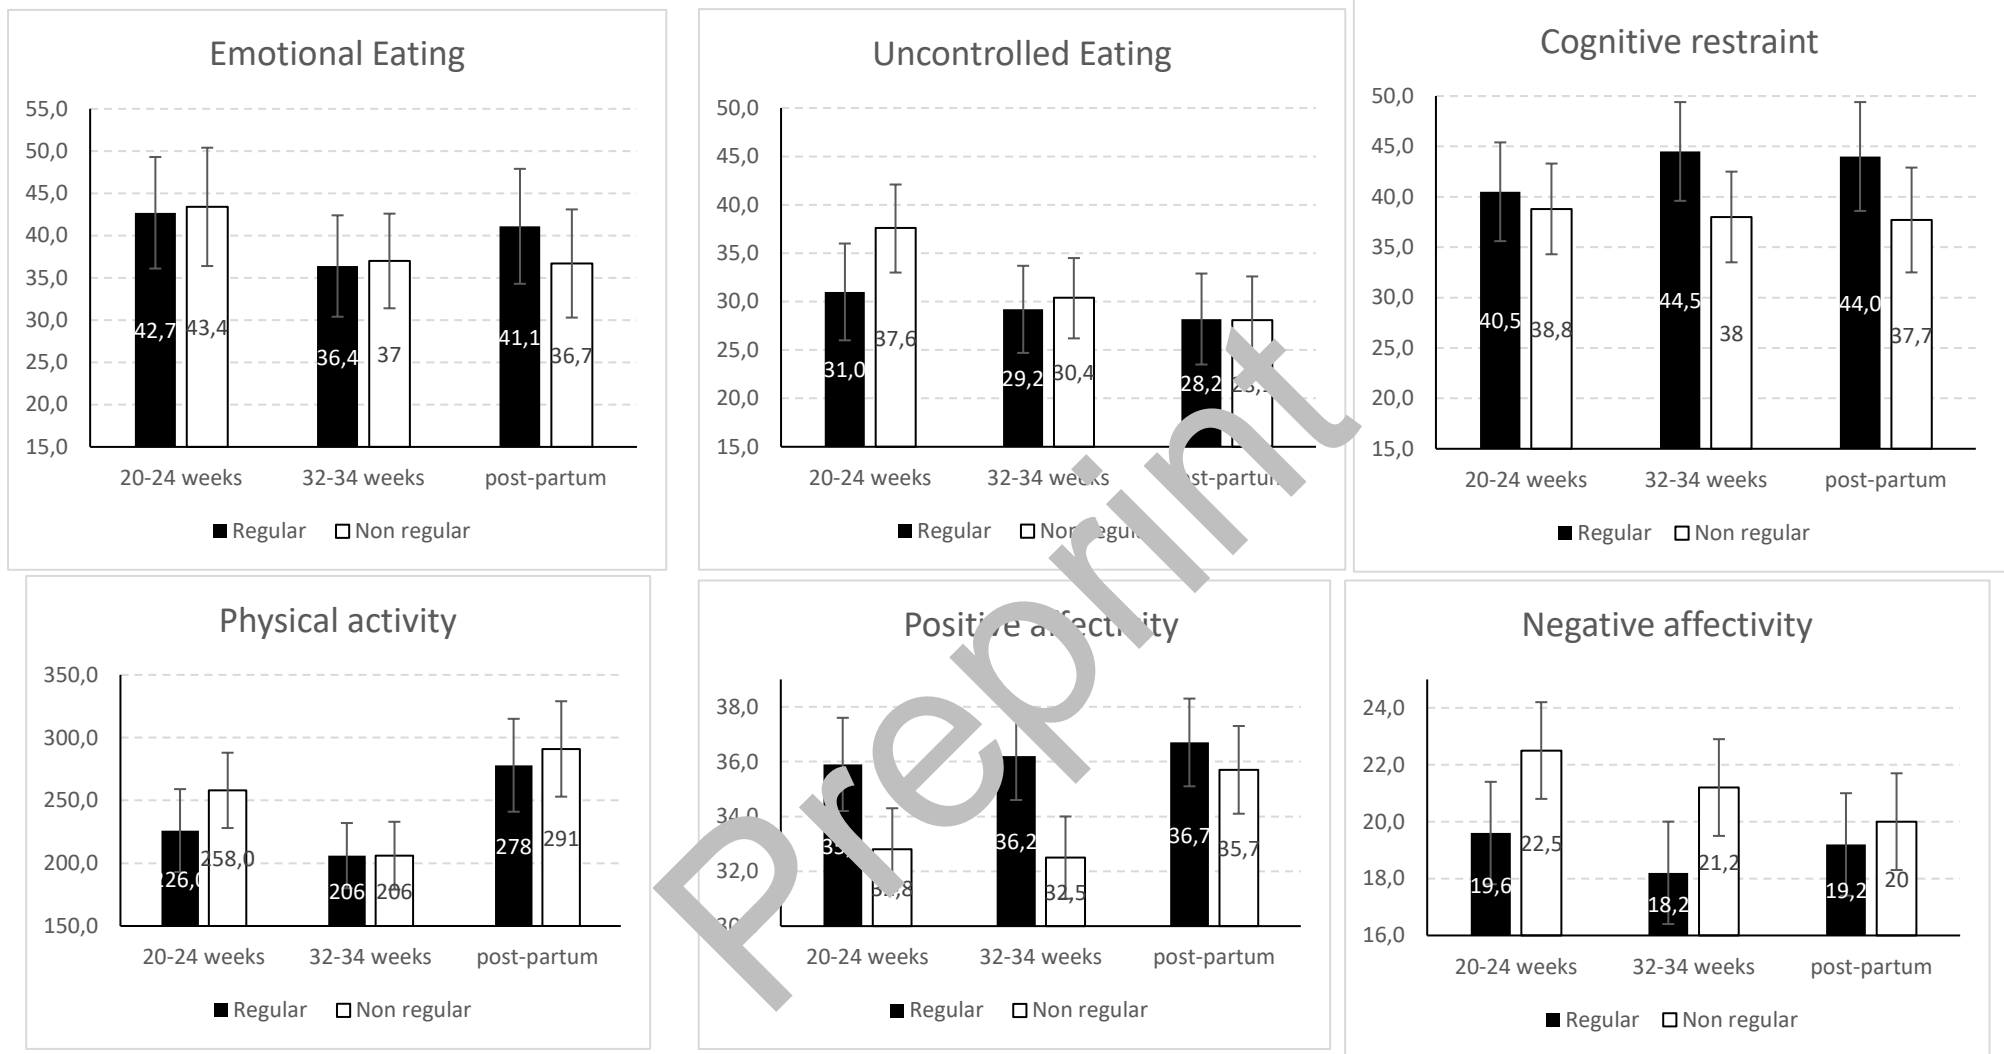 Emotional Eating
55,0
50,0
45,0
40,0
35,0
30,0
25,0
20,0
15,0
42,7
43,4
36,4
37
41,1
36,7
20-24 weeks
32-34 weeks
post-partum
Regular
Non regular
Uncontrolled Eating
50,0
45,0
40,0
35,0
30,0
25,0
20,0
15,0
31,0
37,6
29,2
30,4
28,2
20-24 weeks
32-34 weeks
Regular
Cognitive restraint
50,0
45,0
40,0
35,0
30,0
25,0
20,0
15,0
40,5
38,8
44,5
38
44,0
37,7
20-24 weeks
32-34 weeks
post-partum
Regular
Non regular
Physical activity
350,0
300,0
250,0
200,0
150,0
226,0
258,0
206
206
278
291
20-24 weeks
32-34 weeks
post-partum
Regular
Non regular
Positive affectivity
38,0
36,0
34,0
32,0
36,2
32,5
36,7
35,7
20-24 weeks
32-34 weeks
post-partum
Regular
Non regular
Negative affectivity
24,0
22,0
20,0
18,0
16,0
19,6
22,5
18,2
21,2
19,2
20
20-24 weeks
32-34 weeks
post-partum
Regular
Non regular
Preprint